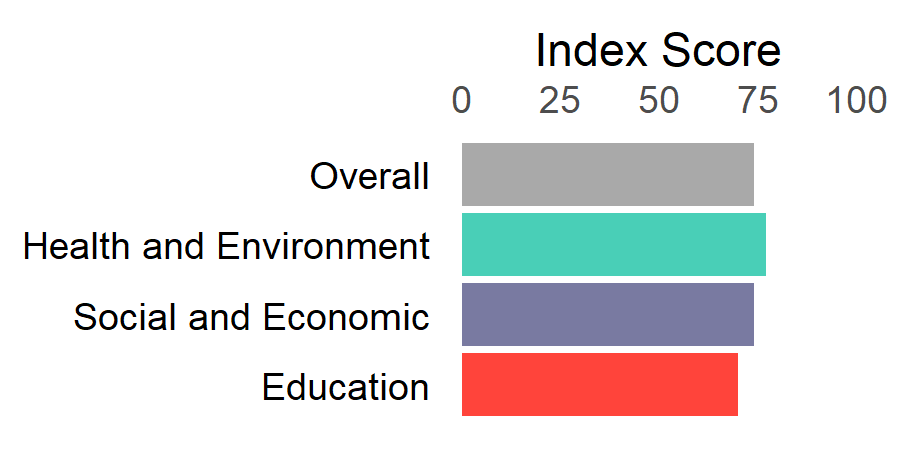 Index Score
0 25 50 75 100
Overall
Health and Environment
Social and Economic
Education